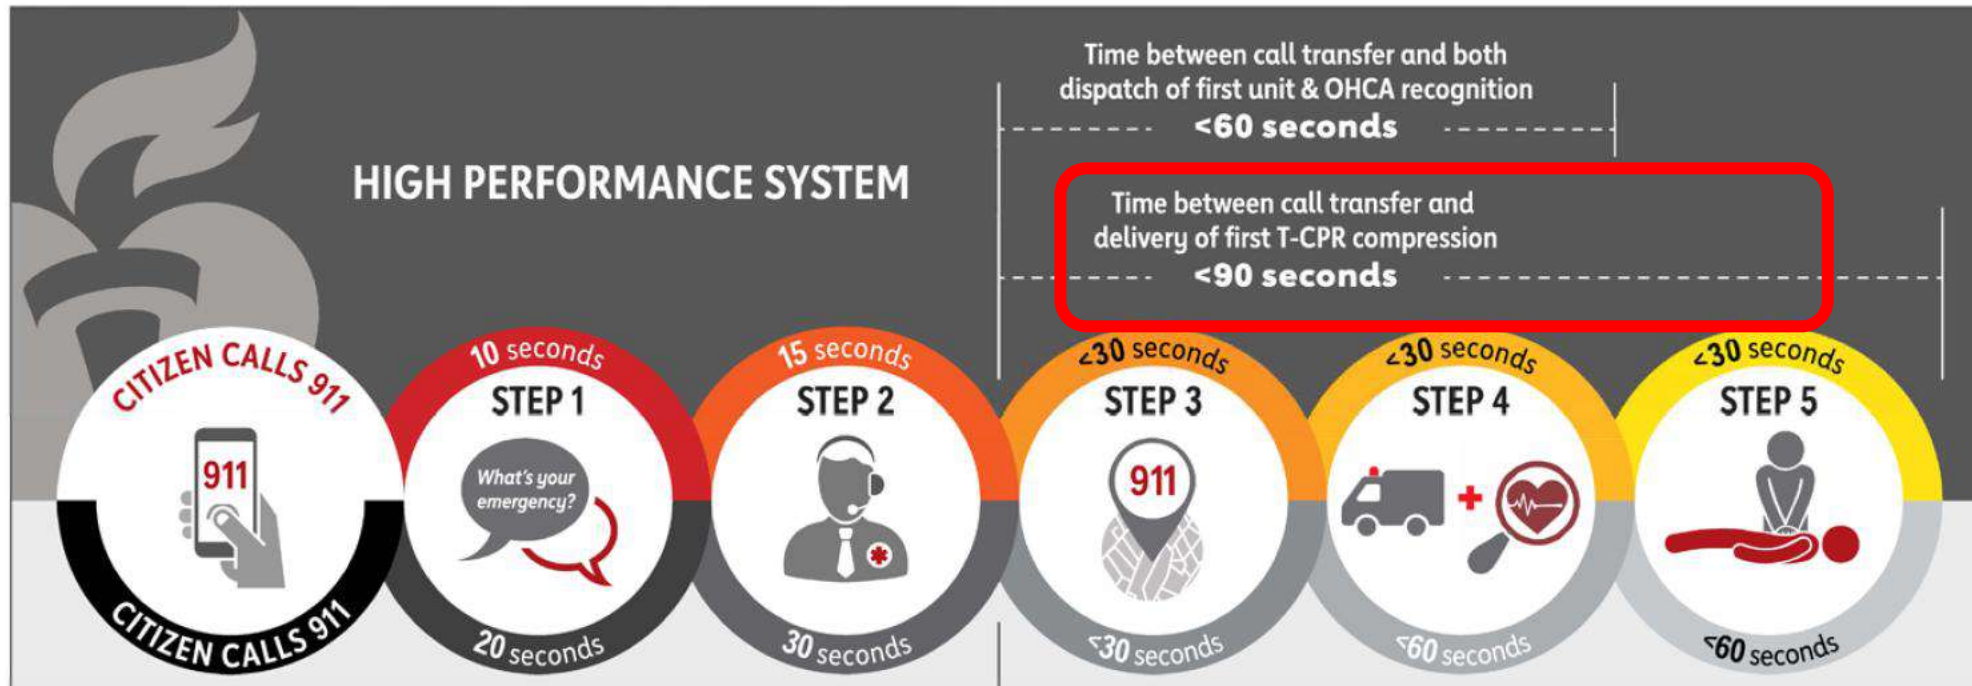 Time between call transfer and both
dispatch of first unit & OHCA recognition
<60 seconds
HIGH PERFORMANCE SYSTEM
Time between call transfer and
delivery of first T-CPR compression
<90 seconds
CITIZEN CALLS 911
10 seconds
15 seconds
<30 seconds
<30 seconds
<30 seconds
STEP 1
STEP 2
STEP 3
STEP 4
STEP 5
911
What's your
emergency?
911
CITIZEN CALLS 911
20 seconds
30 seconds
<30 seconds
<60 seconds
<60 seconds